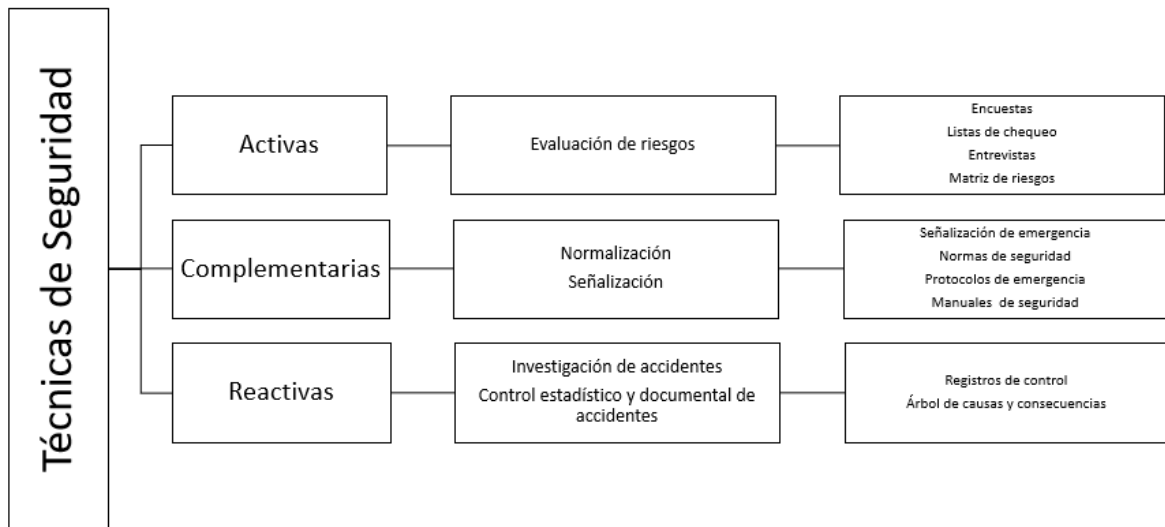 Técnicas de Seguridad
Activas
Evaluación de riesgos
Encuestas
Listas de chequeo
Entrevistas
Matriz de riesgos
Complementarias
Normalización
Señalización
Señalización de emergencia
Normas de seguridad
Protocolos de emergencia
Manuales de seguridad
Reactivas
Investigación de accidentes
Control estadístico y documental de
accidentes
Registros de control
Árbol de causas y consecuencias